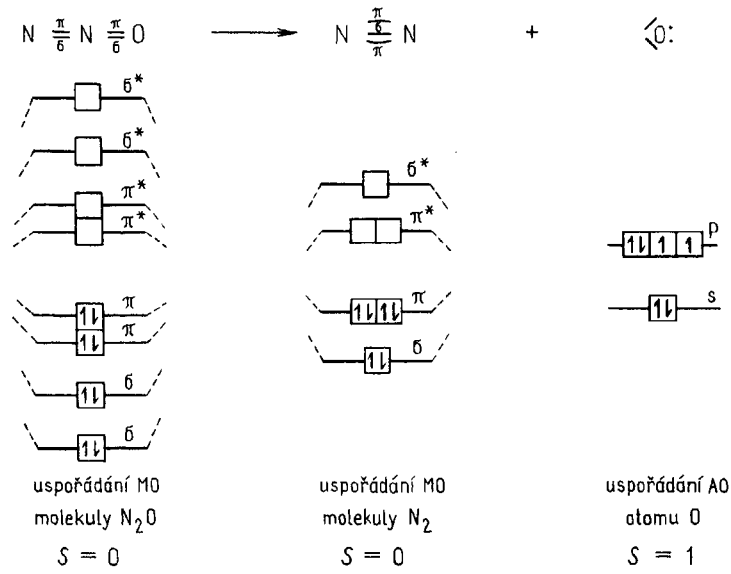 N π/σ N π/σ O ⟶ N π/σ/π N + O:
σ*
σ*
π*
π*
π
π
σ
σ
σ*
π*
π
σ
p
s
uspořádání MO
molekuly N₂O
S = 0
uspořádání MO
molekuly N₂
S = 0
uspořádání AO
atomu O
S = 1